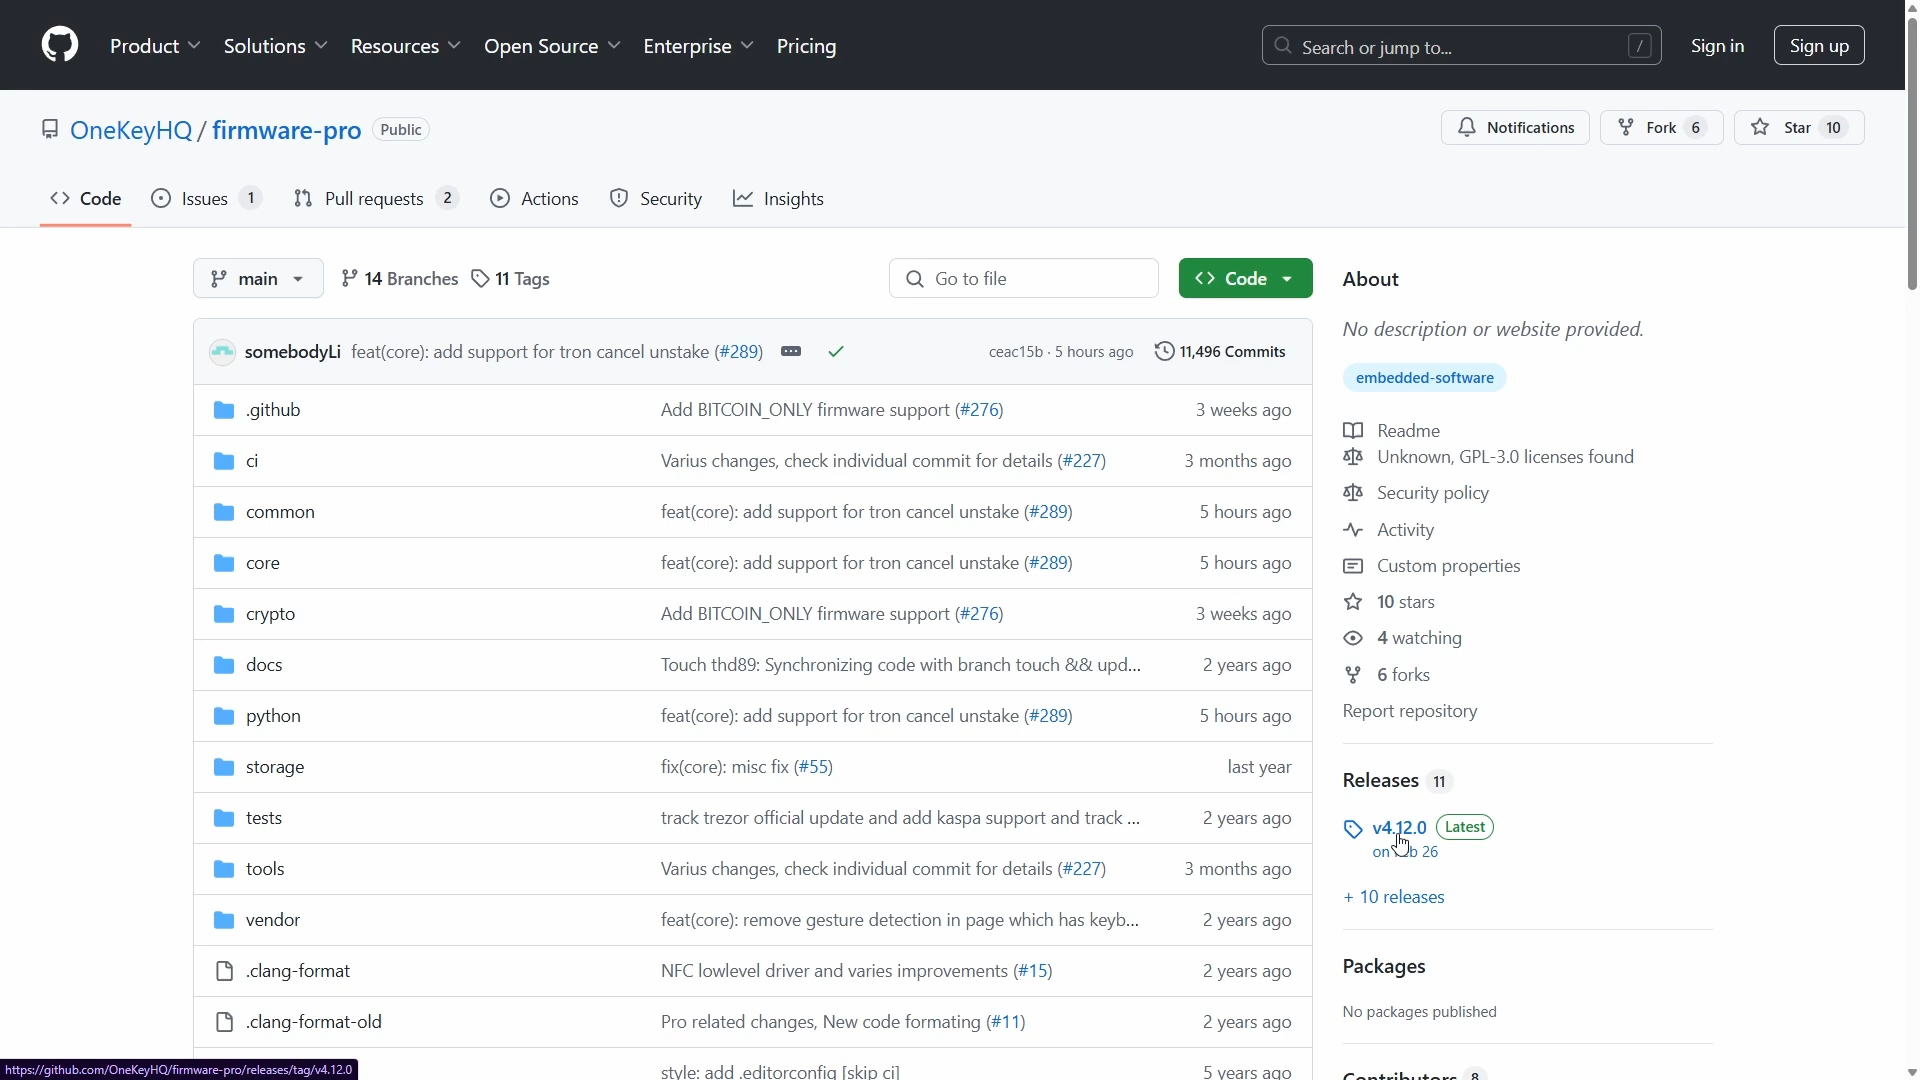 Product Solutions Resources Open Source Enterprise Pricing Search or jump to... / Sign in Sign up
OneKeyHQ / firmware-pro Public Notifications Fork 6 Star 10
Code Issues 1 Pull requests 2 Actions Security Insights
main 14 Branches 11 Tags Go to file Code
somebodyLi feat(core): add support for tron cancel unstake (#289) ceac15b · 5 hours ago 11,496 Commits
.github Add BITCOIN_ONLY firmware support (#276) 3 weeks ago
ci Varius changes, check individual commit for details (#227) 3 months ago
common feat(core): add support for tron cancel unstake (#289) 5 hours ago
core feat(core): add support for tron cancel unstake (#289) 5 hours ago
crypto Add BITCOIN_ONLY firmware support (#276) 3 weeks ago
docs Touch thd89: Synchronizing code with branch touch && upd... 2 years ago
python feat(core): add support for tron cancel unstake (#289) 5 hours ago
storage fix(core): misc fix (#55) last year
tests track trezor official update and add kaspa support and track ... 2 years ago
tools Varius changes, check individual commit for details (#227) 3 months ago
vendor feat(core): remove gesture detection in page which has keyb... 2 years ago
.clang-format NFC lowlevel driver and varies improvements (#15) 2 years ago
.clang-format-old Pro related changes, New code formating (#11) 2 years ago
style: add .editorconfig [skip ci] 5 years ago
About
No description or website provided.
embedded-software
Readme
Unknown, GPL-3.0 licenses found
Security policy
Activity
Custom properties
10 stars
4 watching
6 forks
Report repository
Releases 11
v4.12.0 Latest
on Feb 26
+ 10 releases
Packages
No packages published
Contributors 8
https://github.com/OneKeyHQ/firmware-pro/releases/tag/v4.12.0